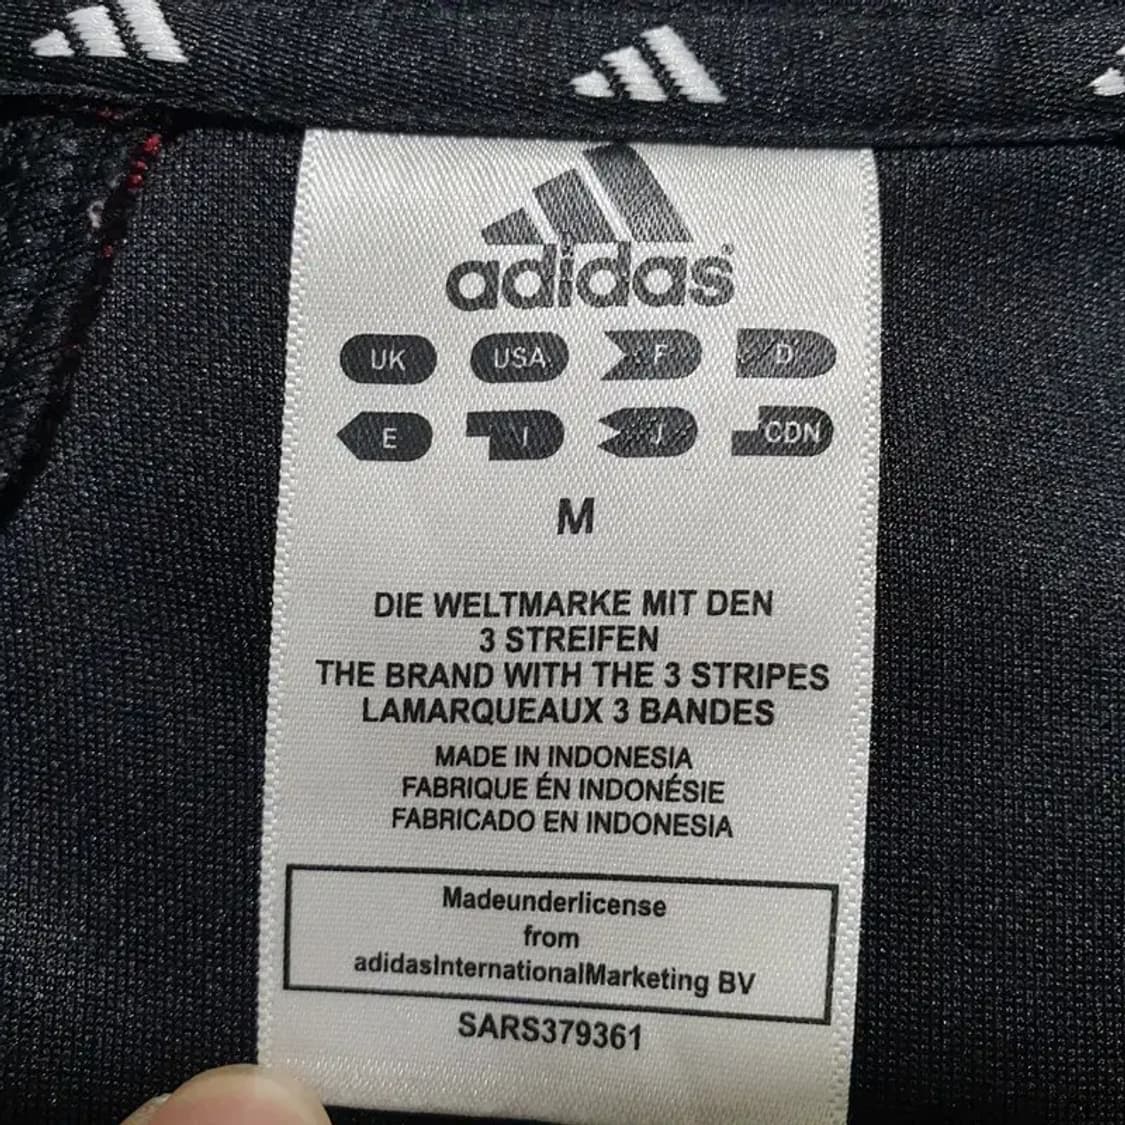 adidas®
UK USA F D
E I J CDN
M
DIE WELTMARKE MIT DEN
3 STREIFEN
THE BRAND WITH THE 3 STRIPES
LAMARQUEAUX 3 BANDES
MADE IN INDONESIA
FABRIQUE ÉN INDONÉSIE
FABRICADO EN INDONESIA
Madeunderlicense
from
adidasInternationalMarketing BV
SARS379361